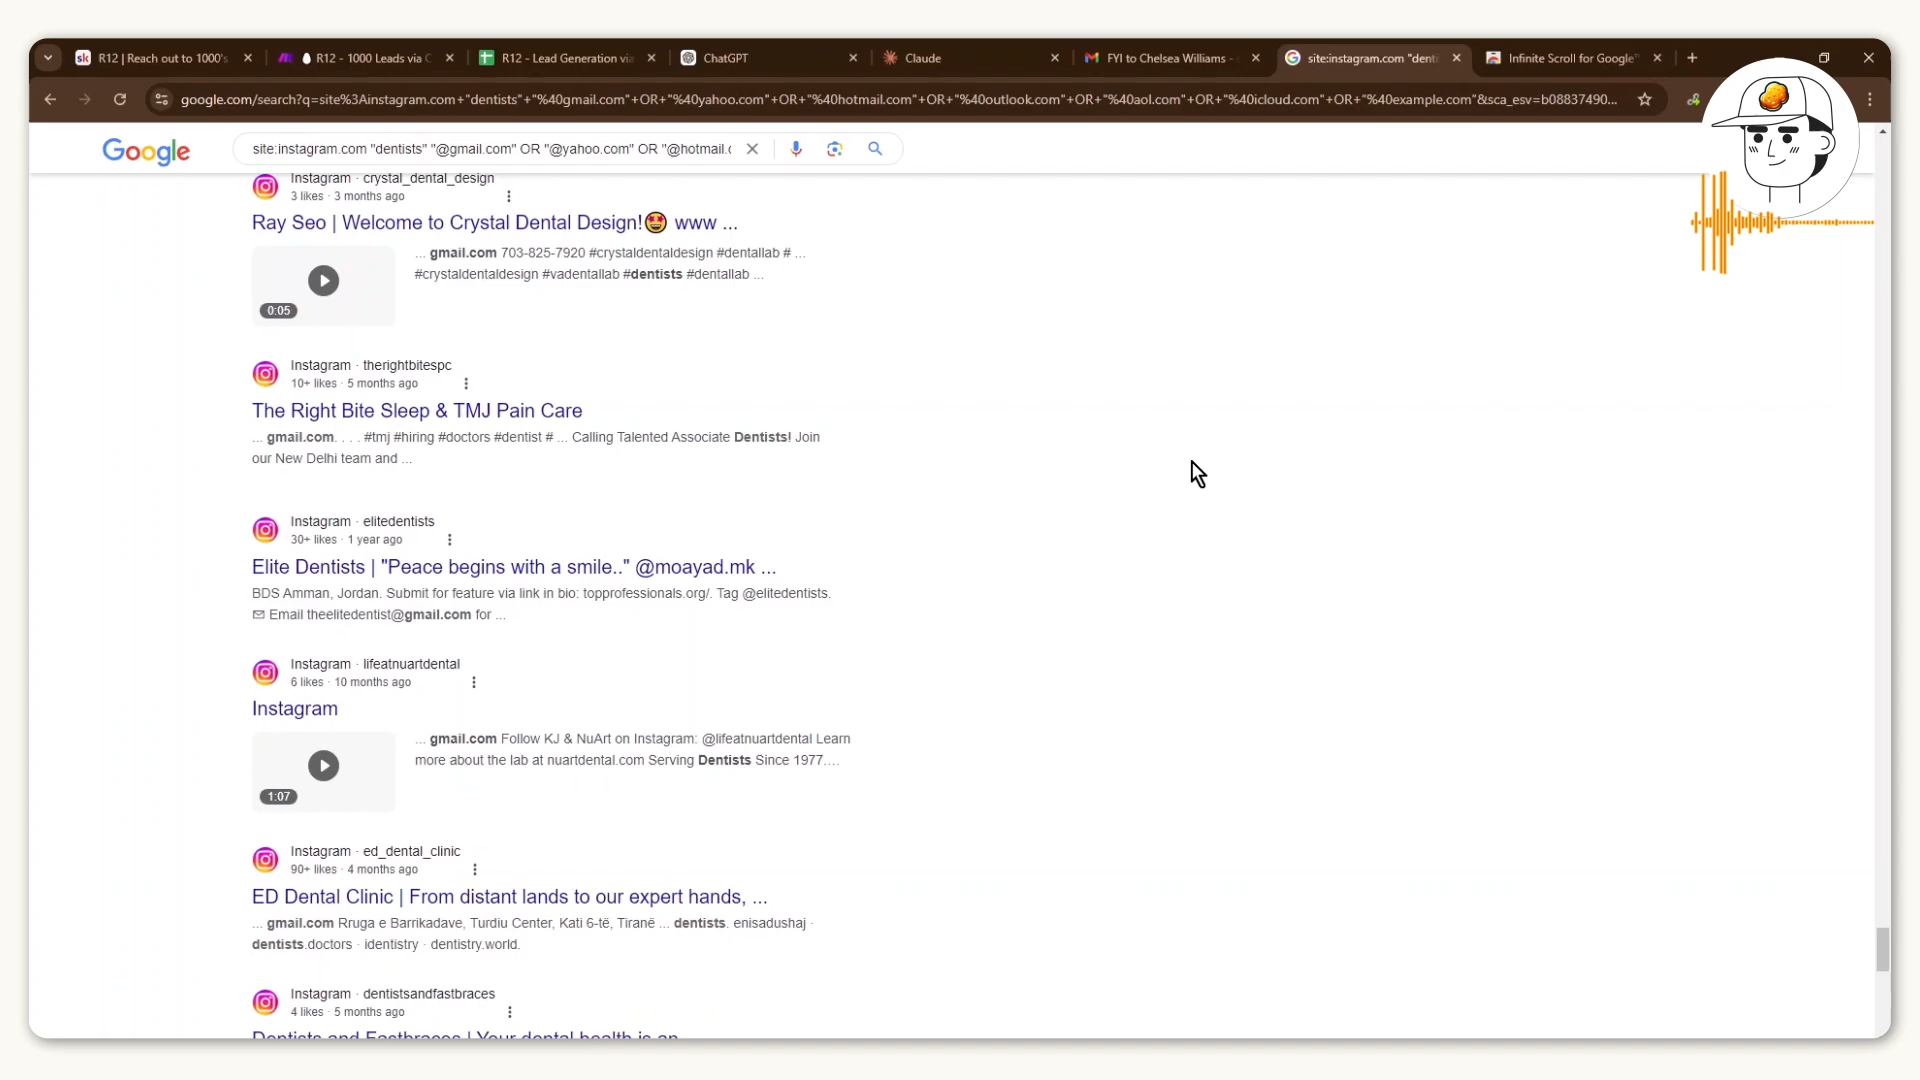 R12 | Reach out to 1000's
R12 - 1000 Leads via C
R12 - Lead Generation via
ChatGPT
Claude
FYI to Chelsea Williams -
site:instagram.com "denti
Infinite Scroll for Google™
google.com/search?q=site%3Ainstagram.com+"dentists"+"%40gmail.com"+OR+"%40yahoo.com"+OR+"%40hotmail.com"+OR+"%40outlook.com"+OR+"%40aol.com"+OR+"%40icloud.com"+OR+"%40example.com"&sca_esv=b08837490...
Google
site:instagram.com "dentists" "@gmail.com" OR "@yahoo.com" OR "@hotmail.c
Instagram · crystal_dental_design
3 likes · 3 months ago
Ray Seo | Welcome to Crystal Dental Design!🤩 www ...
... gmail.com 703-825-7920 #crystaldentaldesign #dentallab # ...
#crystaldentaldesign #vadentallab #dentists #dentallab ...
0:05
Instagram · therightbitespc
10+ likes · 5 months ago
The Right Bite Sleep & TMJ Pain Care
... gmail.com. . . . #tmj #hiring #doctors #dentist # ... Calling Talented Associate Dentists! Join
our New Delhi team and ...
Instagram · elitedentists
30+ likes · 1 year ago
Elite Dentists | "Peace begins with a smile.." @moayad.mk ...
BDS Amman, Jordan. Submit for feature via link in bio: topprofessionals.org/. Tag @elitedentists.
✉ Email theelitedentist@gmail.com for ...
Instagram · lifeatnuartdental
6 likes · 10 months ago
Instagram
... gmail.com Follow KJ & NuArt on Instagram: @lifeatnuartdental Learn
more about the lab at nuartdental.com Serving Dentists Since 1977....
1:07
Instagram · ed_dental_clinic
90+ likes · 4 months ago
ED Dental Clinic | From distant lands to our expert hands, ...
... gmail.com Rruga e Barrikadave, Turdiu Center, Kati 6-të, Tiranë ... dentists. enisadushaj ·
dentists.doctors · identistry · dentistry.world.
Instagram · dentistsandfastbraces
4 likes · 5 months ago
Dentists and Fastbraces | Your dental health is an